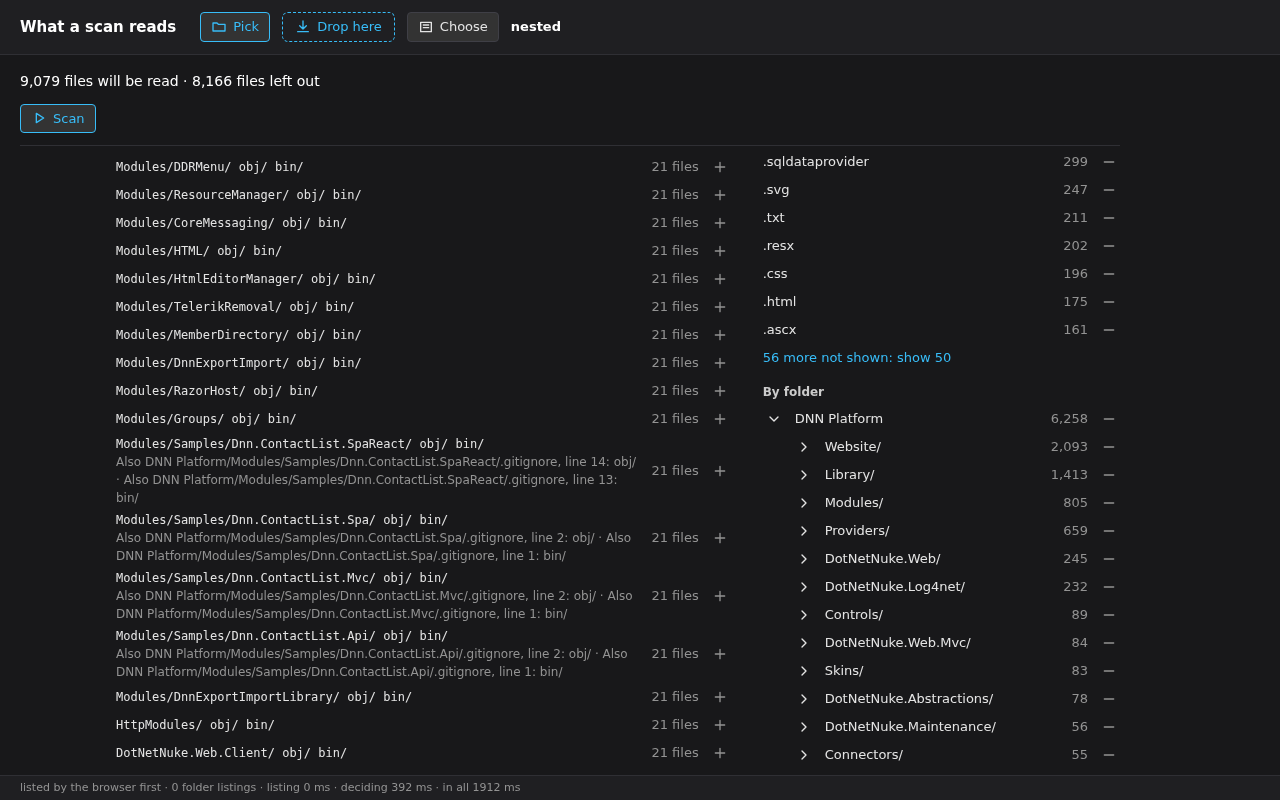 What a scan reads
Pick
Drop here
Choose
nested
9,079 files will be read · 8,166 files left out
Scan
Modules/DDRMenu/ obj/ bin/ 21 files
Modules/ResourceManager/ obj/ bin/ 21 files
Modules/CoreMessaging/ obj/ bin/ 21 files
Modules/HTML/ obj/ bin/ 21 files
Modules/HtmlEditorManager/ obj/ bin/ 21 files
Modules/TelerikRemoval/ obj/ bin/ 21 files
Modules/MemberDirectory/ obj/ bin/ 21 files
Modules/DnnExportImport/ obj/ bin/ 21 files
Modules/RazorHost/ obj/ bin/ 21 files
Modules/Groups/ obj/ bin/ 21 files
Modules/Samples/Dnn.ContactList.SpaReact/ obj/ bin/
Also DNN Platform/Modules/Samples/Dnn.ContactList.SpaReact/.gitignore, line 14: obj/
· Also DNN Platform/Modules/Samples/Dnn.ContactList.SpaReact/.gitignore, line 13:
bin/
21 files
Modules/Samples/Dnn.ContactList.Spa/ obj/ bin/
Also DNN Platform/Modules/Samples/Dnn.ContactList.Spa/.gitignore, line 2: obj/ · Also
DNN Platform/Modules/Samples/Dnn.ContactList.Spa/.gitignore, line 1: bin/
21 files
Modules/Samples/Dnn.ContactList.Mvc/ obj/ bin/
Also DNN Platform/Modules/Samples/Dnn.ContactList.Mvc/.gitignore, line 2: obj/ · Also
DNN Platform/Modules/Samples/Dnn.ContactList.Mvc/.gitignore, line 1: bin/
21 files
Modules/Samples/Dnn.ContactList.Api/ obj/ bin/
Also DNN Platform/Modules/Samples/Dnn.ContactList.Api/.gitignore, line 2: obj/ · Also
DNN Platform/Modules/Samples/Dnn.ContactList.Api/.gitignore, line 1: bin/
21 files
Modules/DnnExportImportLibrary/ obj/ bin/ 21 files
HttpModules/ obj/ bin/ 21 files
DotNetNuke.Web.Client/ obj/ bin/ 21 files
.sqldataprovider 299
.svg 247
.txt 211
.resx 202
.css 196
.html 175
.ascx 161
56 more not shown: show 50
By folder
DNN Platform 6,258
Website/ 2,093
Library/ 1,413
Modules/ 805
Providers/ 659
DotNetNuke.Web/ 245
DotNetNuke.Log4net/ 232
Controls/ 89
DotNetNuke.Web.Mvc/ 84
Skins/ 83
DotNetNuke.Abstractions/ 78
DotNetNuke.Maintenance/ 56
Connectors/ 55
listed by the browser first · 0 folder listings · listing 0 ms · deciding 392 ms · in all 1912 ms